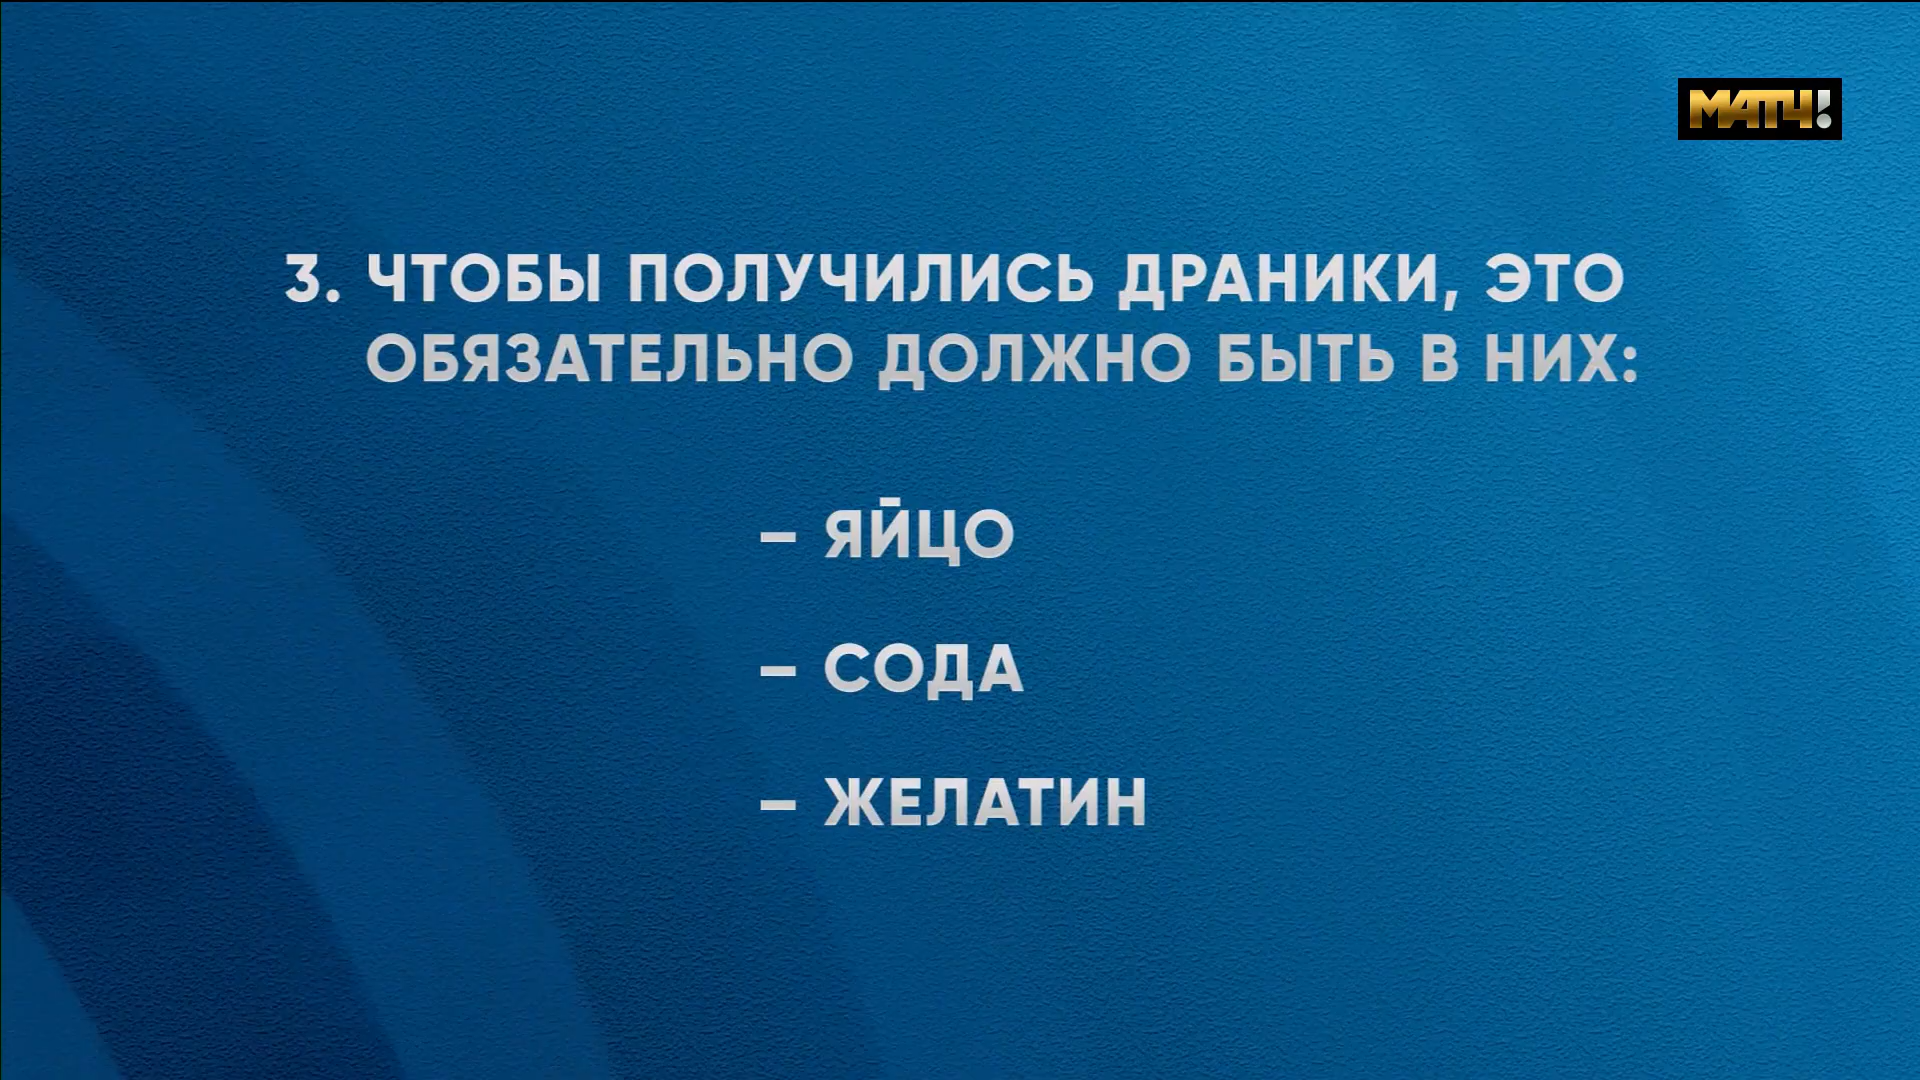 МАТЧ!
3. ЧТОБЫ ПОЛУЧИЛИСЬ ДРАНИКИ, ЭТО
ОБЯЗАТЕЛЬНО ДОЛЖНО БЫТЬ В НИХ:
– ЯЙЦО
– СОДА
– ЖЕЛАТИН